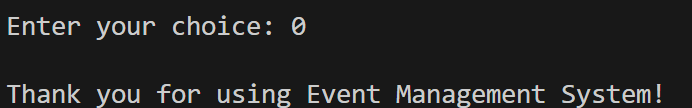 Enter your choice: 0
Thank you for using Event Management System!